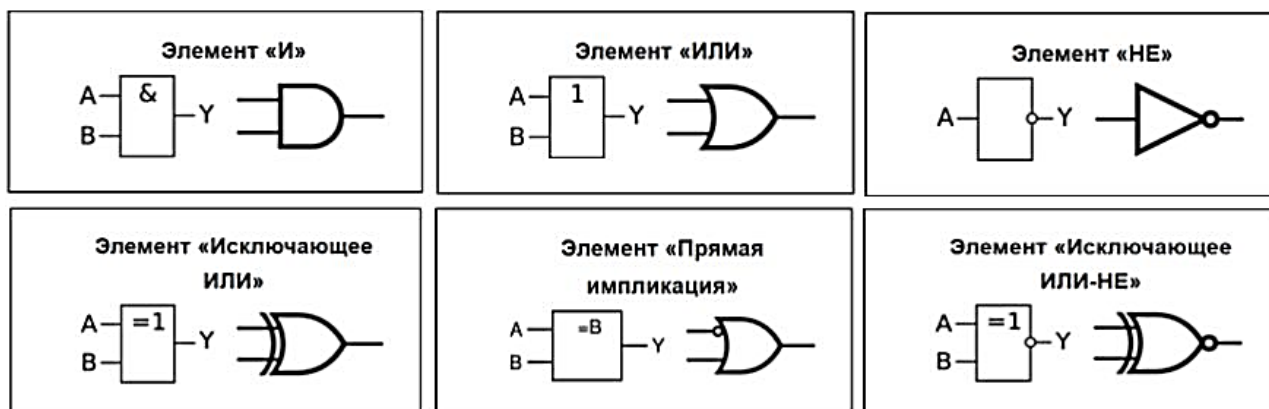 Элемент «И»
A
B
&
Y
Элемент «ИЛИ»
A
B
1
Y
Элемент «НЕ»
A
Y
Элемент «Исключающее
ИЛИ»
A
B
=1
Y
Элемент «Прямая
импликация»
A
B
=B
Y
Элемент «Исключающее
ИЛИ-НЕ»
A
B
=1
Y